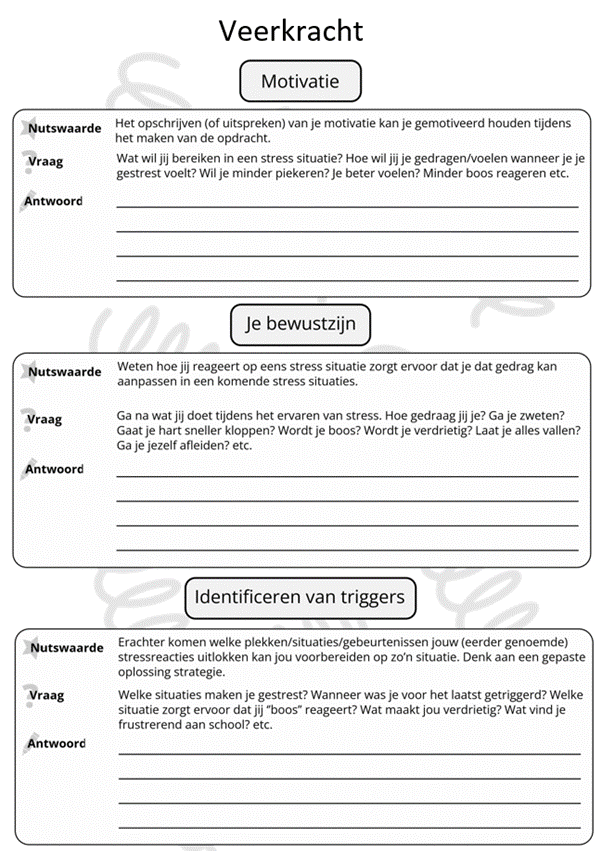 Veerkracht
Motivatie
Nutswaarde
Het opschrijven (of uitspreken) van je motivatie kan je gemotiveerd houden tijdens
het maken van de opdracht.
Vraag
Wat wil jij bereiken in een stress situatie? Hoe wil jij je gedragen/voelen wanneer je je
gestrest voelt? Wil je minder piekeren? Je beter voelen? Minder boos reageren etc.
Antwoord
Je bewustzijn
Nutswaarde
Weten hoe jij reageert op eens stress situatie zorgt ervoor dat je dat gedrag kan
aanpassen in een komende stress situaties.
Vraag
Ga na wat jij doet tijdens het ervaren van stress. Hoe gedraag jij je? Ga je zweten?
Gaat je hart sneller kloppen? Wordt je boos? Wordt je verdrietig? Laat je alles vallen?
Ga je jezelf afleiden? etc.
Antwoord
Identificeren van triggers
Nutswaarde
Erachter komen welke plekken/situaties/gebeurtenissen jouw (eerder genoemde)
stressreacties uitlokken kan jou voorbereiden op zo'n situatie. Denk aan een gepaste
oplossing strategie.
Vraag
Welke situaties maken je gestrest? Wanneer was je voor het laatst getriggerd? Welke
situatie zorgt ervoor dat jij "boos" reageert? Wat maakt jou verdrietig? Wat vind je
frustrerend aan school? etc.
Antwoord